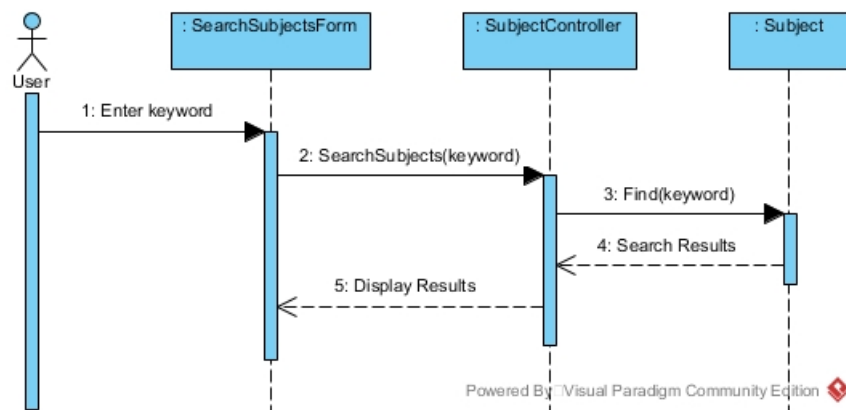 : SearchSubjectsForm
: SubjectController
: Subject
User
1: Enter keyword
2: SearchSubjects(keyword)
3: Find(keyword)
4: Search Results
5: Display Results
Powered By□Visual Paradigm Community Edition